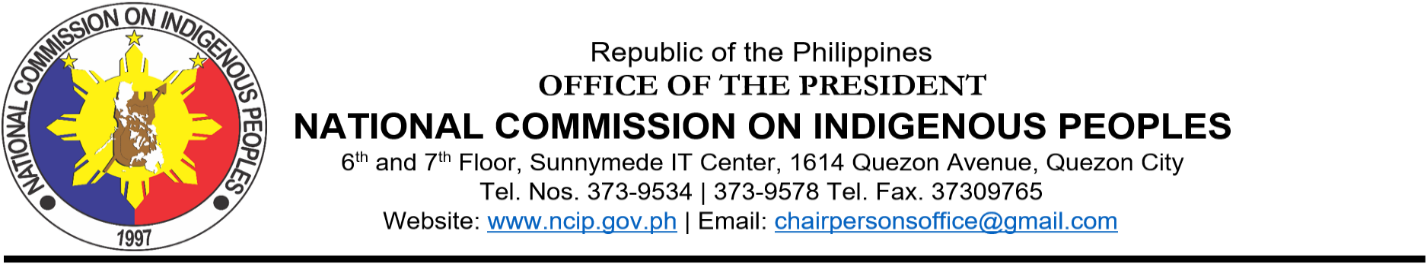 NATIONAL COMMISSION ON INDIGENOUS PEOPLES
1997
Republic of the Philippines
OFFICE OF THE PRESIDENT
NATIONAL COMMISSION ON INDIGENOUS PEOPLES
6th and 7th Floor, Sunnymede IT Center, 1614 Quezon Avenue, Quezon City
Tel. Nos. 373-9534 | 373-9578 Tel. Fax. 37309765
Website: www.ncip.gov.ph | Email: chairpersonsoffice@gmail.com